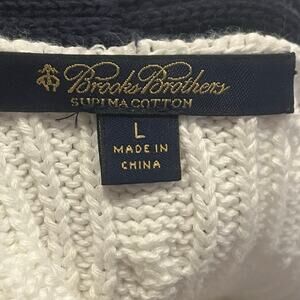 Brooks Brothers
SUPIMA COTTON
L
MADE IN
CHINA